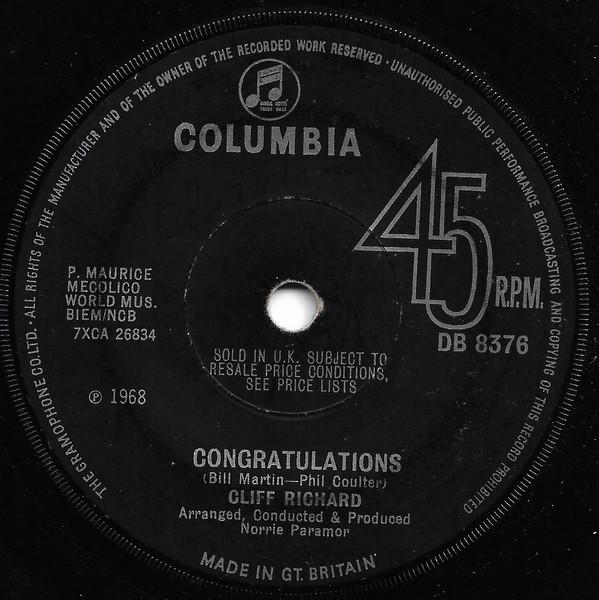 THE GRAMOPHONE CO. LTD. · ALL RIGHTS OF THE MANUFACTURER AND OF THE OWNER OF THE RECORDED WORK RESERVED · UNAUTHORISED PUBLIC PERFORMANCE BROADCASTING AND COPYING OF THIS RECORD PROHIBITED
COLUMBIA
45
R.P.M.
DB 8376
P. MAURICE
MECOLICO
WORLD MUS.
BIEM/NCB
7XCA 26834
SOLD IN U.K. SUBJECT TO
RESALE PRICE CONDITIONS,
SEE PRICE LISTS
℗ 1968
CONGRATULATIONS
(Bill Martin—Phil Coulter)
CLIFF RICHARD
Arranged, Conducted & Produced
Norrie Paramor
MADE IN GT. BRITAIN